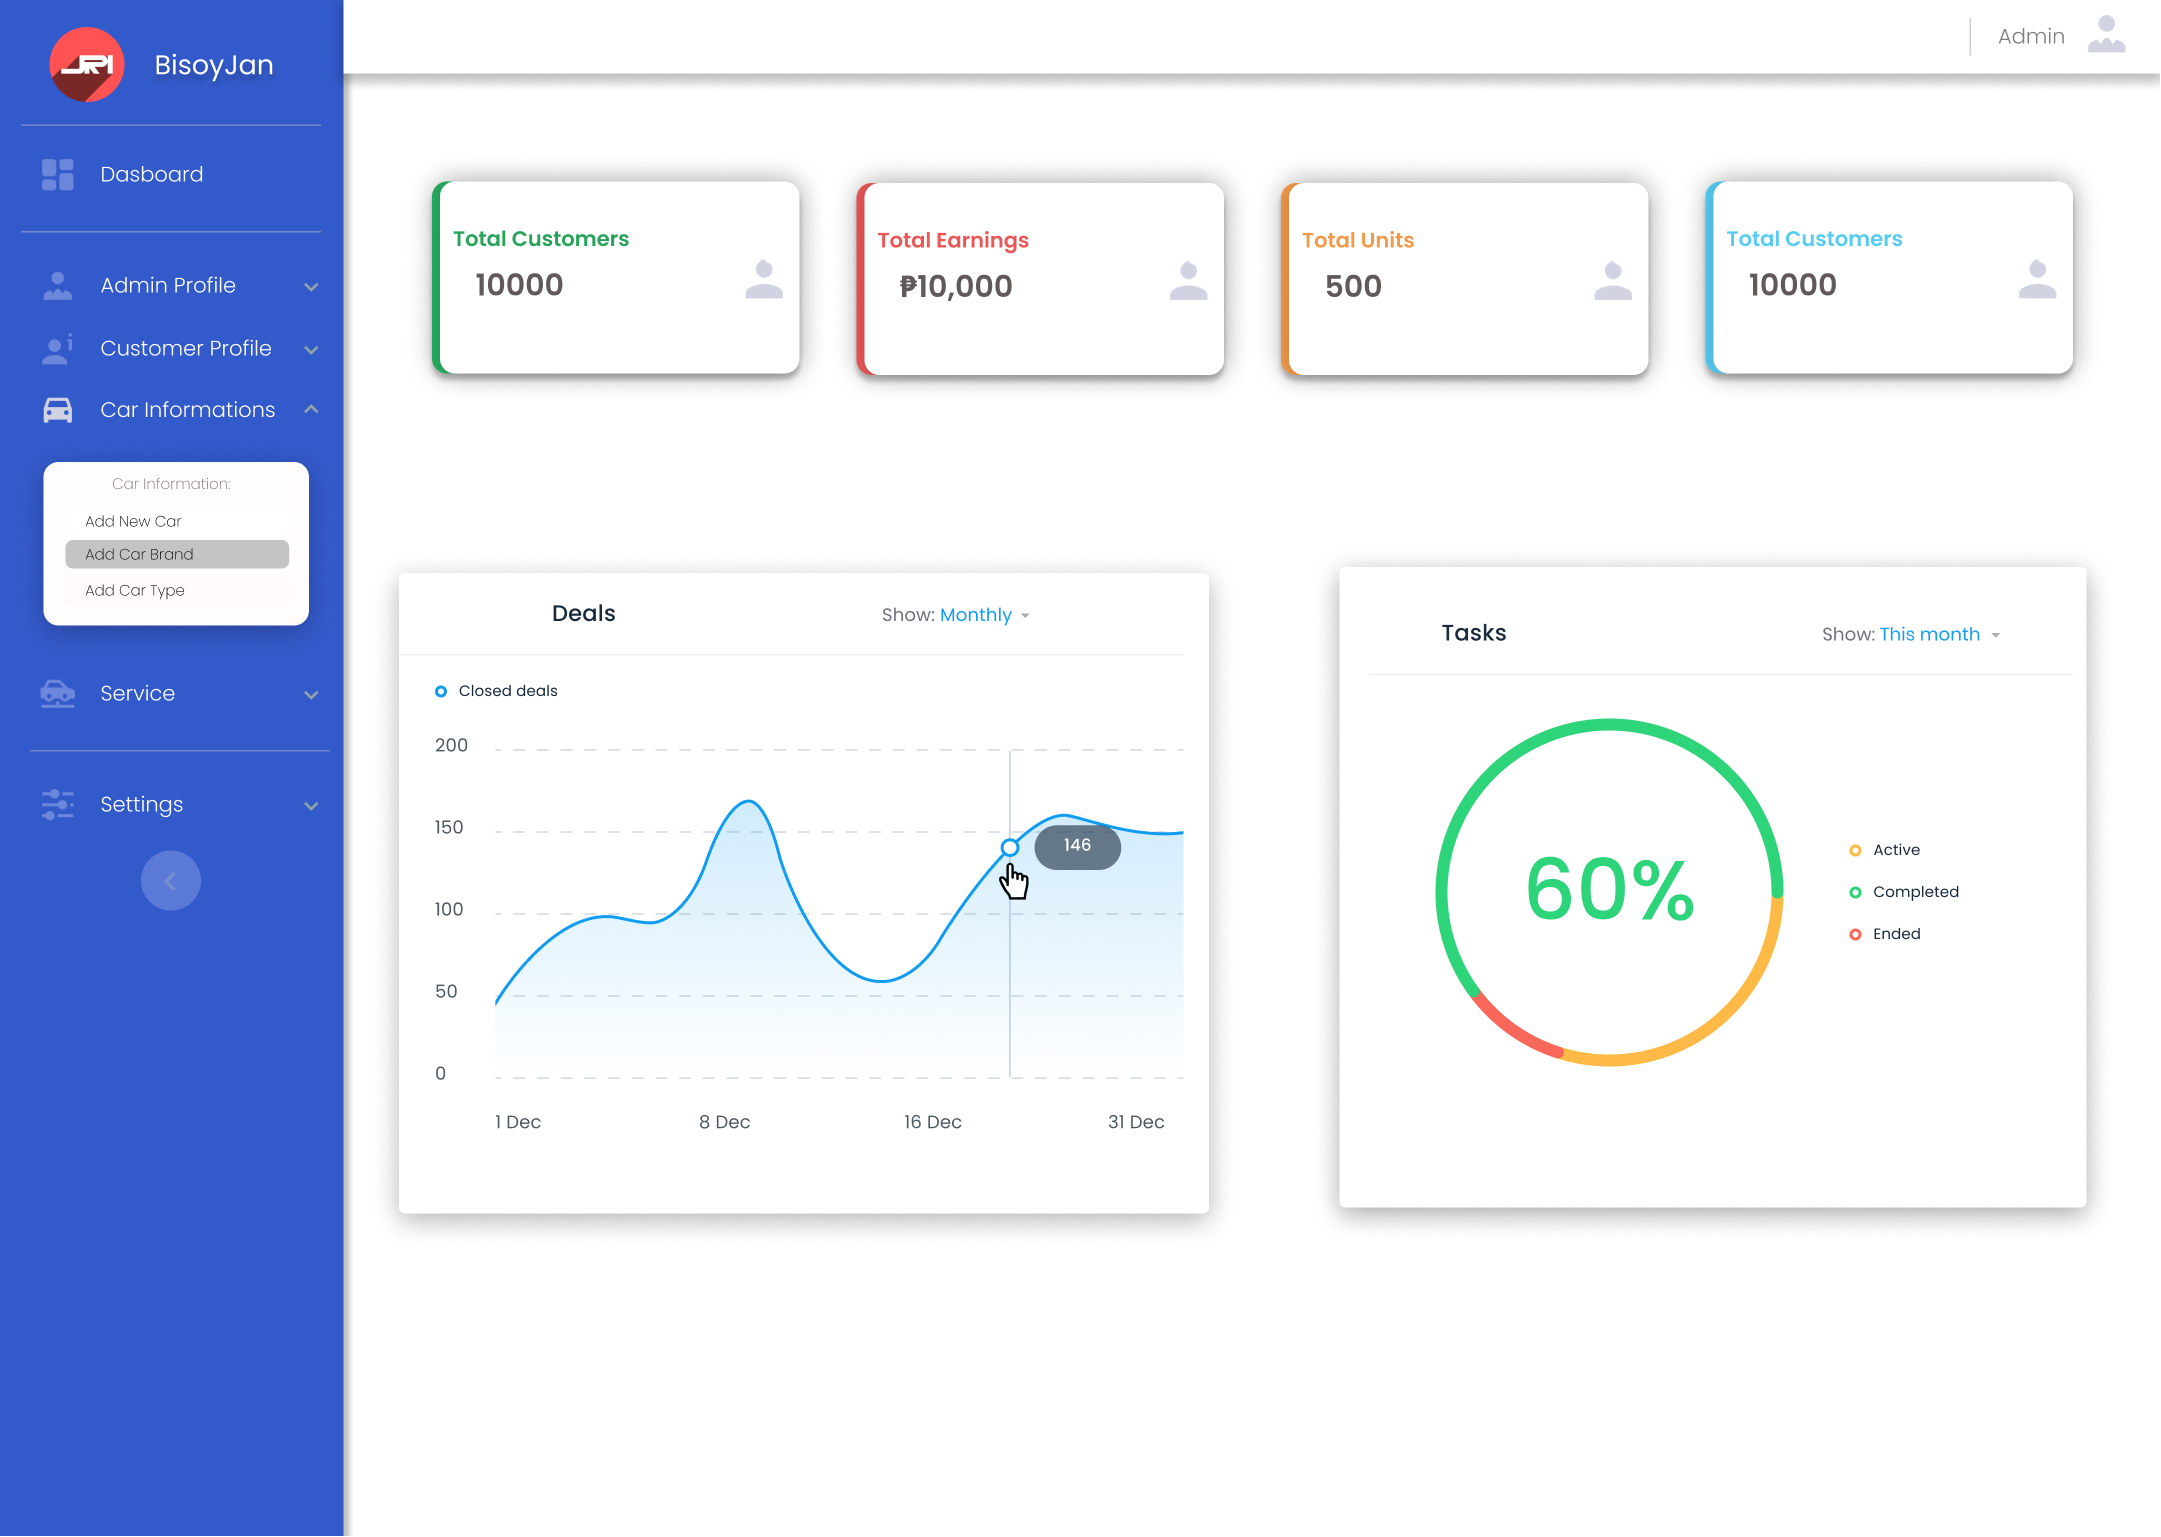 JRI
BisoyJan
Admin
Dasboard
Admin Profile
Customer Profile
Car Informations
Car Information:
Add New Car
Add Car Brand
Add Car Type
Service
Settings
Total Customers
10000
Total Earnings
₱10,000
Total Units
500
Total Customers
10000
Deals
Show: Monthly
Closed deals
200
150
100
50
0
146
1 Dec
8 Dec
16 Dec
31 Dec
Tasks
Show: This month
60%
Active
Completed
Ended